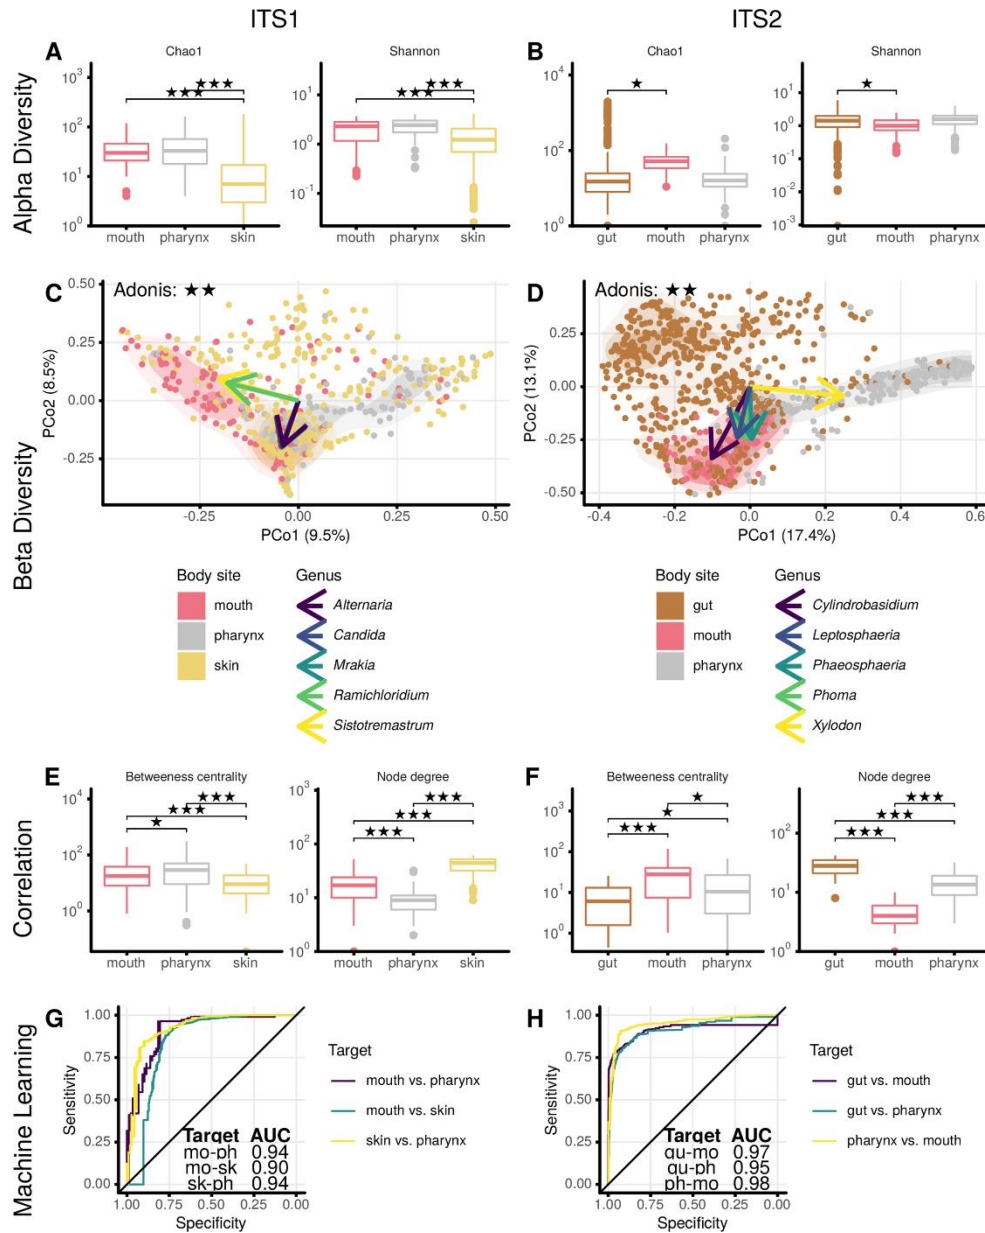 ITS1 ITS2
Alpha Diversity
A Chao1 Shannon
★★★ ★★★
★★★ ★★★
10³ 10² 10¹ 10⁰
10¹ 10⁰ 10⁻¹
mouth pharynx skin mouth pharynx skin
B Chao1 Shannon
★ ★
10⁴ 10² 10⁰
10¹ 10⁰ 10⁻¹ 10⁻² 10⁻³
gut mouth pharynx gut mouth pharynx
Beta Diversity
C Adonis: ★★
PCo2 (8.5%)
0.50 0.25 0.00 -0.25
-0.25 0.00 0.25 0.50
PCo1 (9.5%)
D Adonis: ★★
PCo2 (13.1%)
0.25 0.00 -0.25 -0.50
-0.4 -0.2 0.0 0.2 0.4 0.6
PCo1 (17.4%)
Body site
mouth
pharynx
skin
Genus
Alternaria
Candida
Mrakia
Ramichloridium
Sistotremastrum
Body site
gut
mouth
pharynx
Genus
Cylindrobasidium
Leptosphaeria
Phaeosphaeria
Phoma
Xylodon
Correlation
E Betweeness centrality Node degree
★★★ ★★★
★★★ ★★★
★ ★★★
10⁴ 10² 10⁰
10³ 10² 10¹ 10⁰
mouth pharynx skin mouth pharynx skin
F Betweeness centrality Node degree
★ ★★★
★ ★★★
★★★ ★★★
10³ 10² 10¹ 10⁰
10² 10¹ 10⁰
gut mouth pharynx gut mouth pharynx
Machine Learning
G
Sensitivity
1.00 0.75 0.50 0.25 0.00
Target AUC
mo-ph 0.94
mo-sk 0.90
sk-ph 0.94
1.00 0.75 0.50 0.25 0.00
Specificity
Target
mouth vs. pharynx
mouth vs. skin
skin vs. pharynx
H
Sensitivity
1.00 0.75 0.50 0.25 0.00
Target AUC
gu-mo 0.97
gu-ph 0.95
ph-mo 0.98
1.00 0.75 0.50 0.25 0.00
Specificity
Target
gut vs. mouth
gut vs. pharynx
pharynx vs. mouth